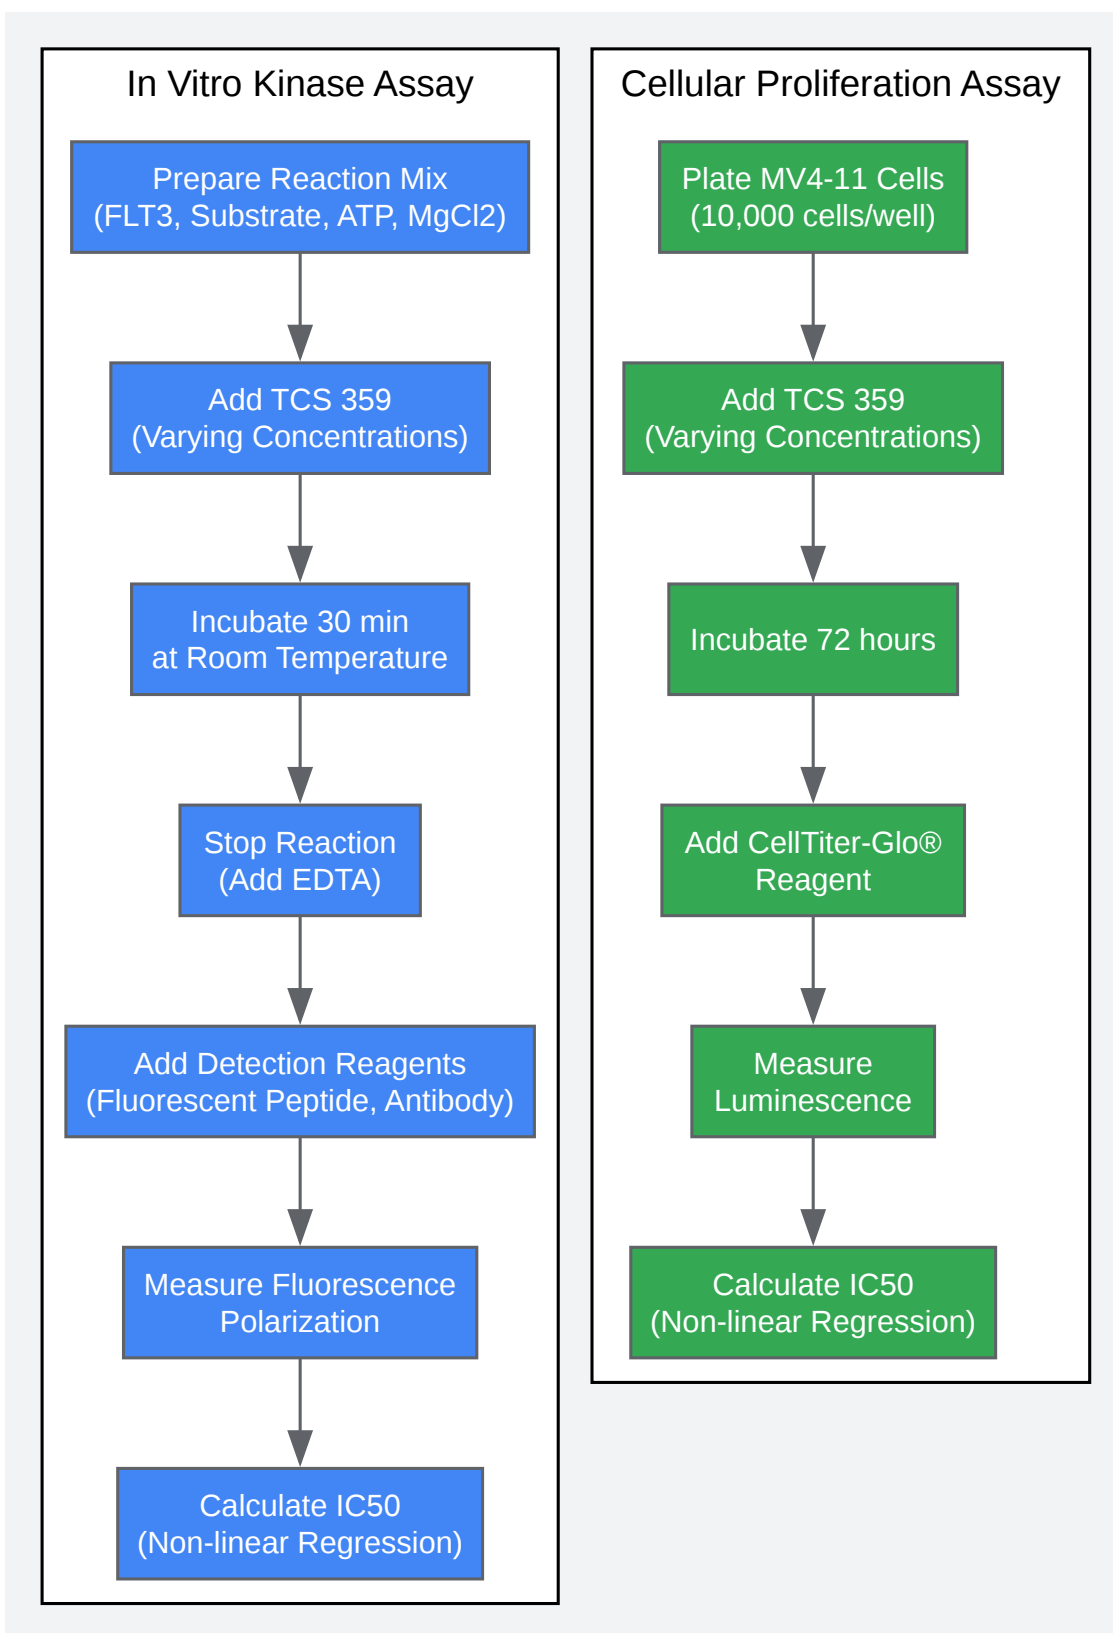 In Vitro Kinase Assay
Prepare Reaction Mix
(FLT3, Substrate, ATP, MgCl2)
Add TCS 359
(Varying Concentrations)
Incubate 30 min
at Room Temperature
Stop Reaction
(Add EDTA)
Add Detection Reagents
(Fluorescent Peptide, Antibody)
Measure Fluorescence
Polarization
Calculate IC50
(Non-linear Regression)
Cellular Proliferation Assay
Plate MV4-11 Cells
(10,000 cells/well)
Add TCS 359
(Varying Concentrations)
Incubate 72 hours
Add CellTiter-Glo®
Reagent
Measure
Luminescence
Calculate IC50
(Non-linear Regression)